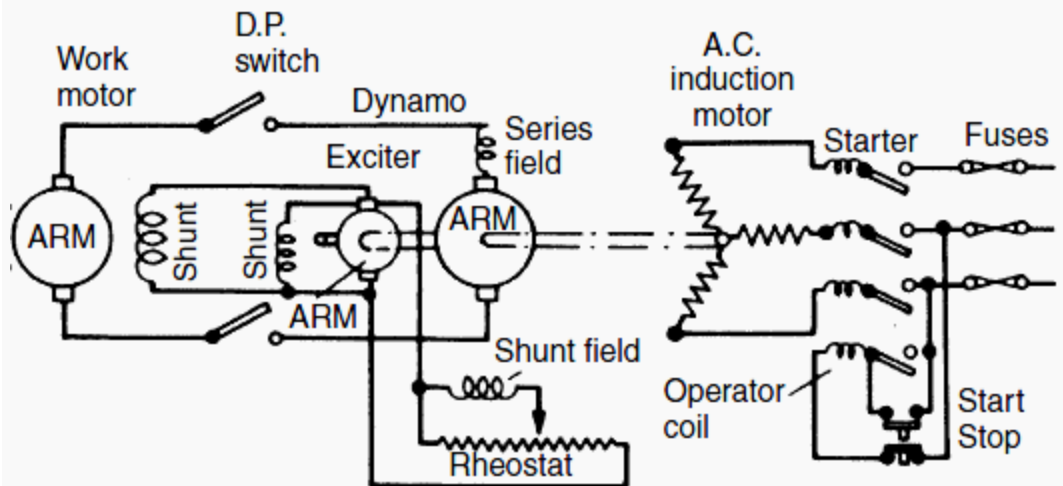 D.P.
switch
Work
motor
Dynamo
A.C.
induction
motor
Series
field
Starter
Fuses
Exciter
ARM
Shunt
Shunt
ARM
ARM
Shunt field
Rheostat
Operator
coil
Start
Stop